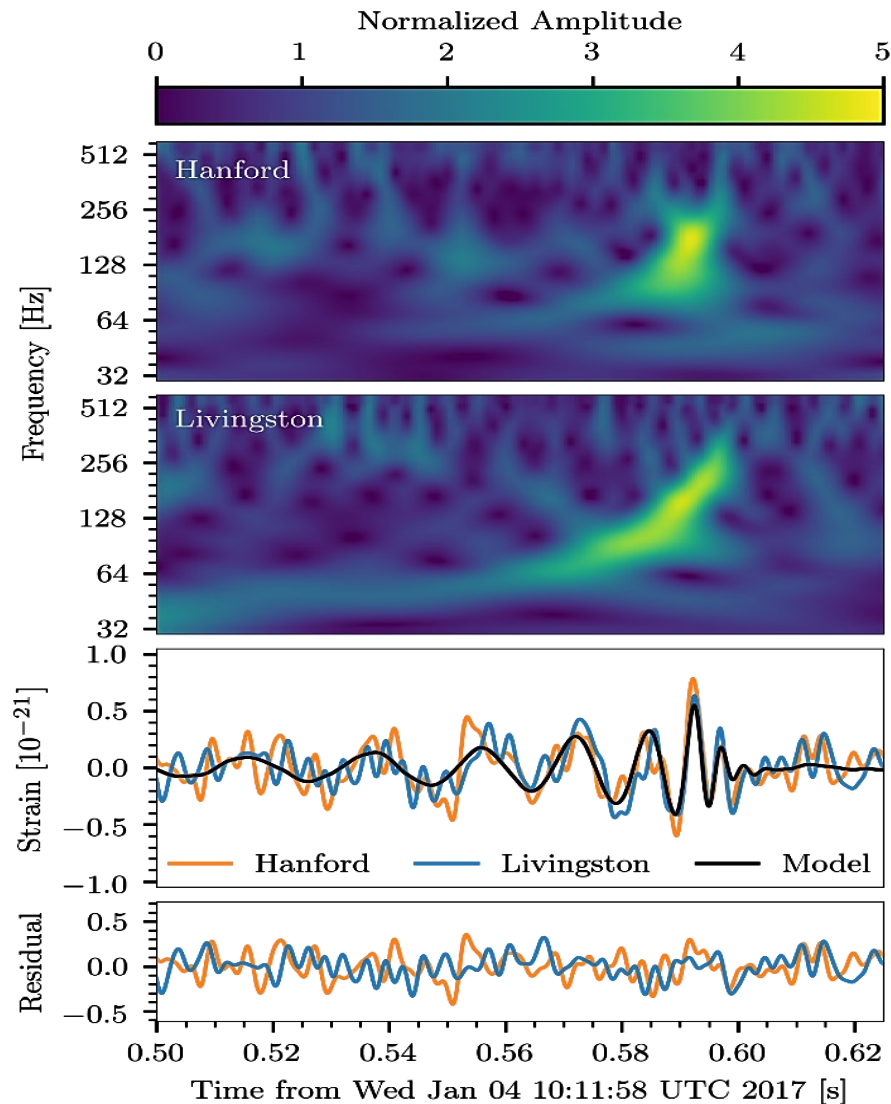 Normalized Amplitude
0 1 2 3 4 5
512
Hanford
256
128
64
32
Frequency [Hz]
512
Livingston
256
128
64
32
1.0
0.5
0.0
−0.5
−1.0
Strain [10⁻²¹]
Hanford Livingston Model
0.5
0.0
−0.5
Residual
0.50 0.52 0.54 0.56 0.58 0.60 0.62
Time from Wed Jan 04 10:11:58 UTC 2017 [s]